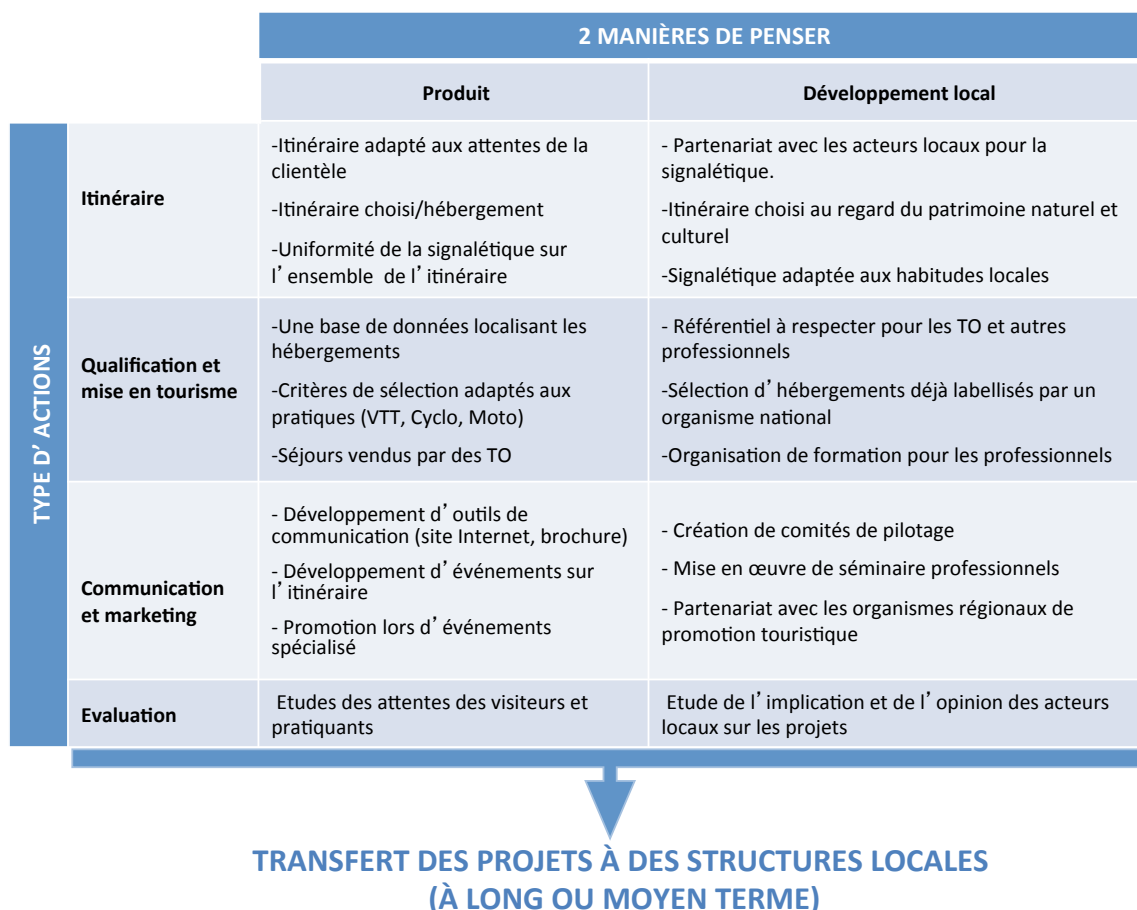 2 MANIÈRES DE PENSER
Produit
Développement local
TYPE D’ ACTIONS
Itinéraire
-Itinéraire adapté aux attentes de la
clientèle
-Itinéraire choisi/hébergement
-Uniformité de la signalétique sur
l’ ensemble de l’ itinéraire
- Partenariat avec les acteurs locaux pour la
signalétique.
-Itinéraire choisi au regard du patrimoine naturel et
culturel
-Signalétique adaptée aux habitudes locales
Qualification et
mise en tourisme
-Une base de données localisant les
hébergements
-Critères de sélection adaptés aux
pratiques (VTT, Cyclo, Moto)
-Séjours vendus par des TO
- Référentiel à respecter pour les TO et autres
professionnels
-Sélection d’ hébergements déjà labellisés par un
organisme national
-Organisation de formation pour les professionnels
Communication
et marketing
- Développement d’ outils de
communication (site Internet, brochure)
- Développement d’ événements sur
l’ itinéraire
- Promotion lors d’ événements
spécialisé
- Création de comités de pilotage
- Mise en œuvre de séminaire professionnels
- Partenariat avec les organismes régionaux de
promotion touristique
Evaluation
Etudes des attentes des visiteurs et
pratiquants
Etude de l’ implication et de l’ opinion des acteurs
locaux sur les projets
TRANSFERT DES PROJETS À DES STRUCTURES LOCALES
(À LONG OU MOYEN TERME)